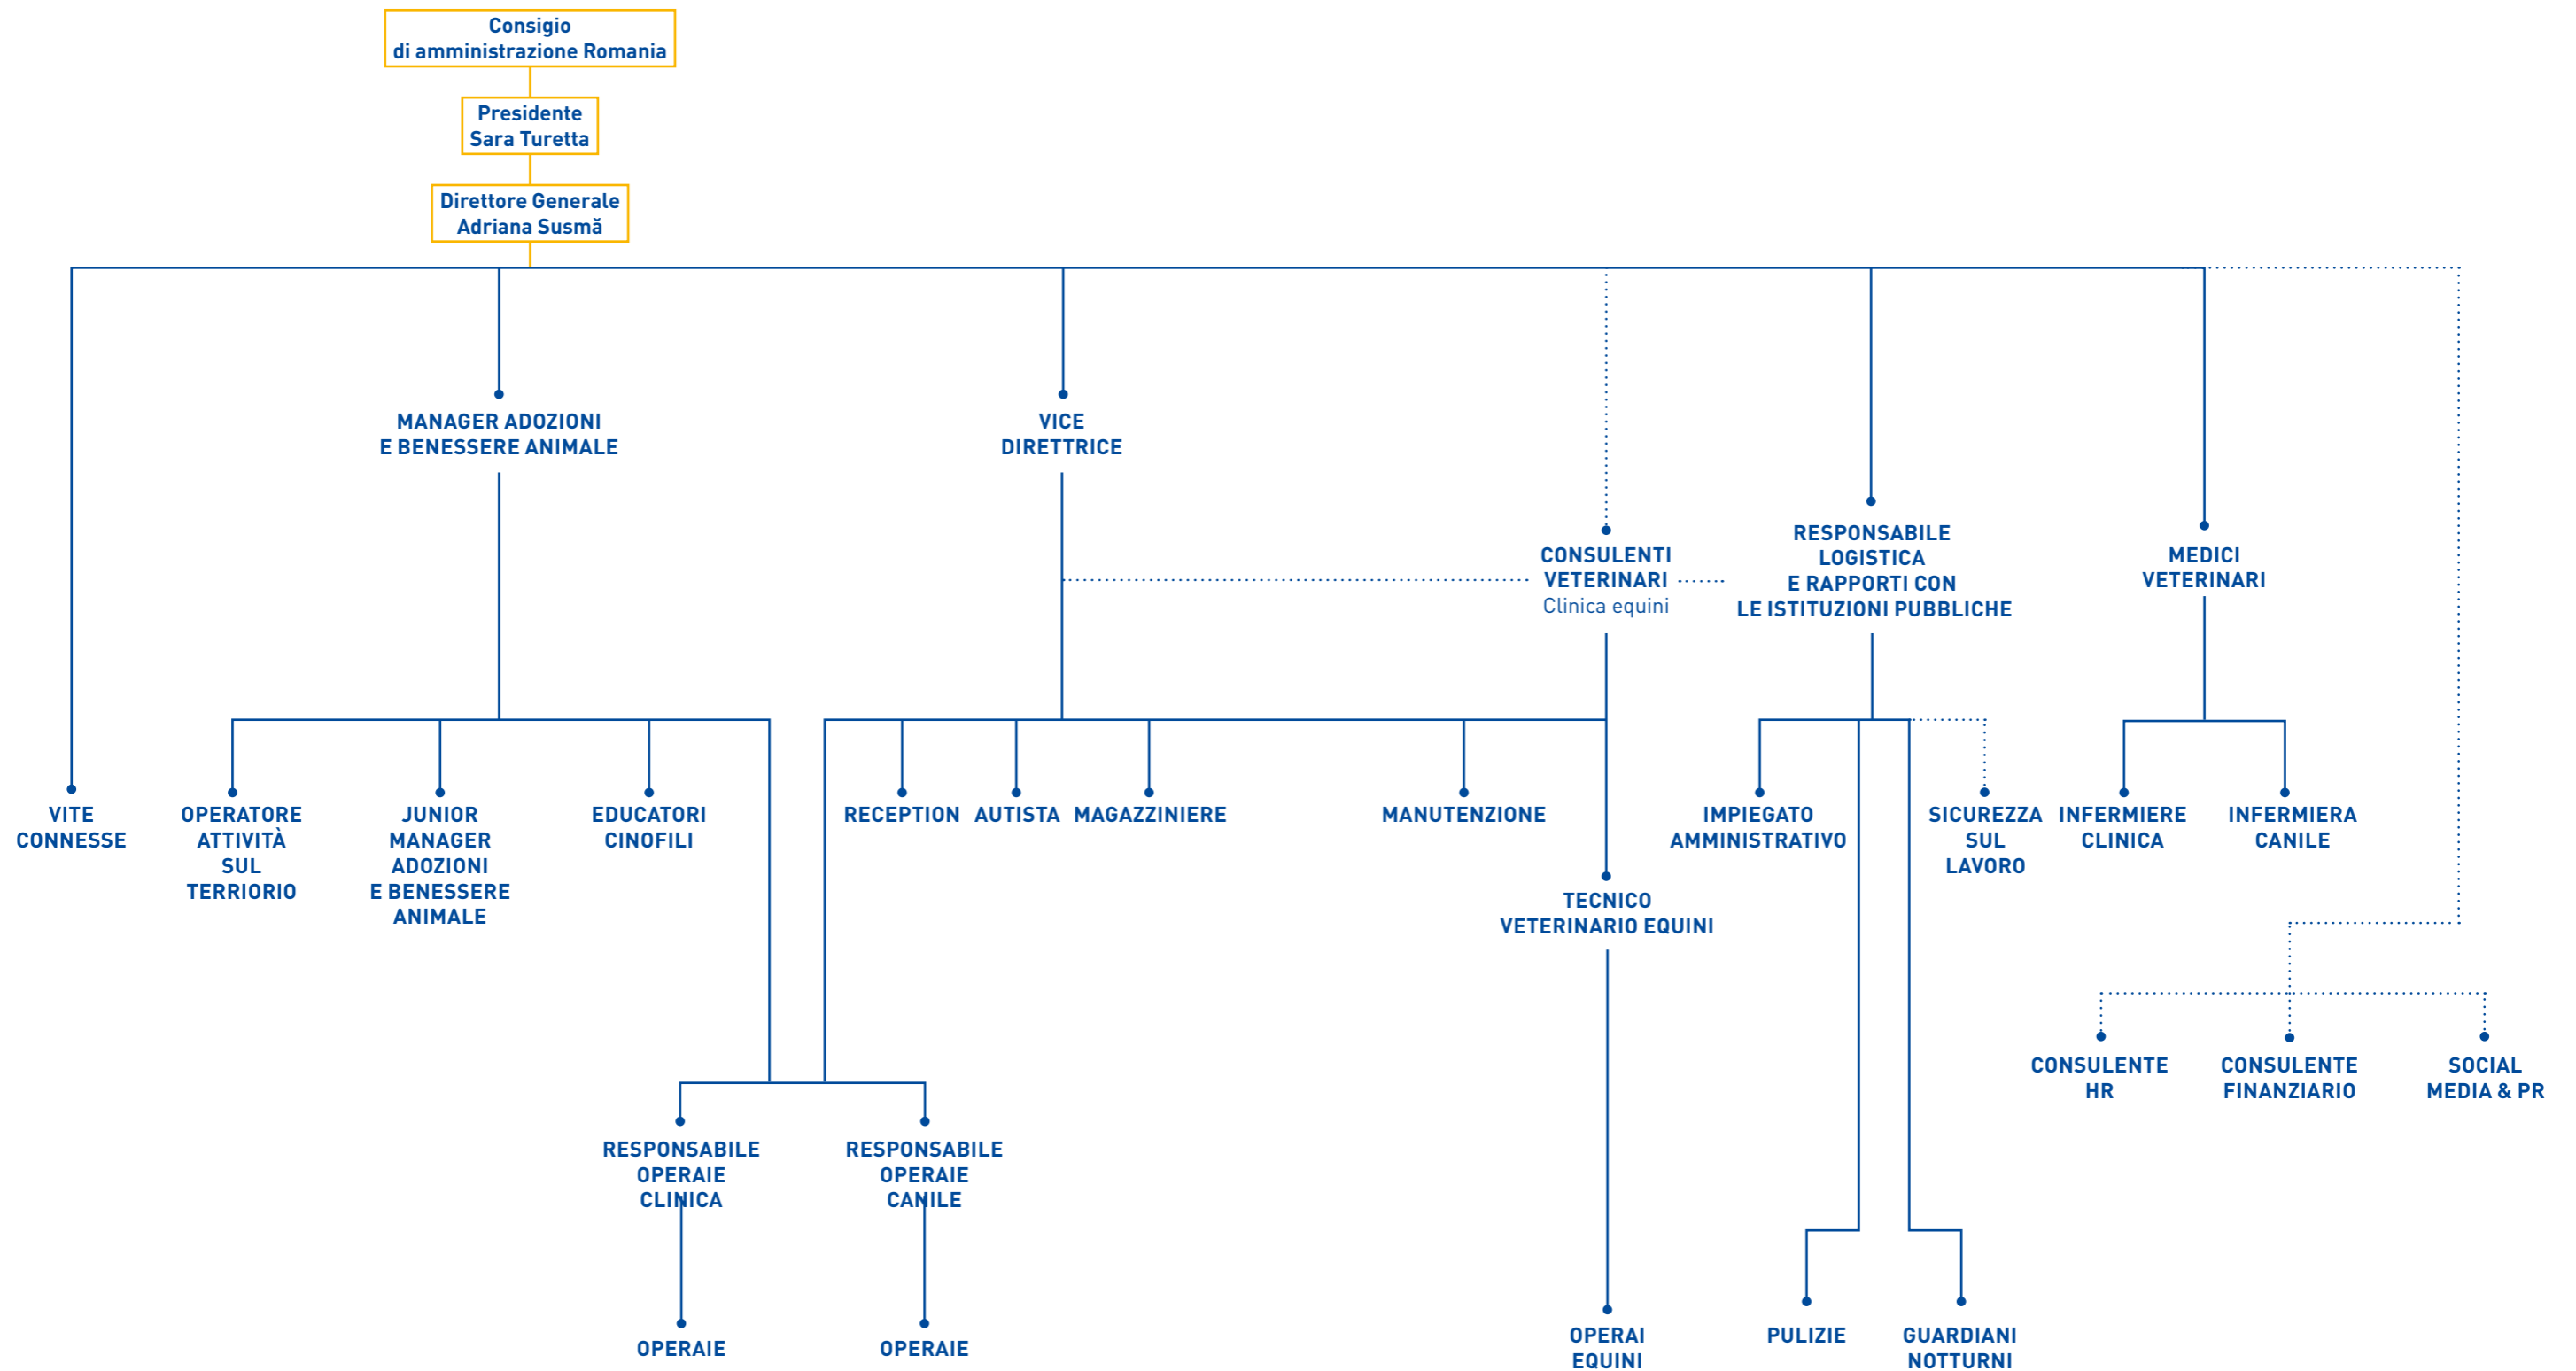 Consigio
di amministrazione Romania
Presidente
Sara Turetta
Direttore Generale
Adriana Susmă
MANAGER ADOZIONI
E BENESSERE ANIMALE
VICE
DIRETTRICE
CONSULENTI
VETERINARI
Clinica equini
RESPONSABILE
LOGISTICA
E RAPPORTI CON
LE ISTITUZIONI PUBBLICHE
MEDICI
VETERINARI
VITE
CONNESSE
OPERATORE
ATTIVITÀ
SUL
TERRIORIO
JUNIOR
MANAGER
ADOZIONI
E BENESSERE
ANIMALE
EDUCATORI
CINOFILI
RECEPTION
AUTISTA
MAGAZZINIERE
MANUTENZIONE
TECNICO
VETERINARIO EQUINI
IMPIEGATO
AMMINISTRATIVO
SICUREZZA
SUL
LAVORO
INFERMIERE
CLINICA
INFERMIERA
CANILE
CONSULENTE
HR
CONSULENTE
FINANZIARIO
SOCIAL
MEDIA & PR
RESPONSABILE
OPERAIE
CLINICA
RESPONSABILE
OPERAIE
CANILE
OPERAIE
OPERAIE
OPERAI
EQUINI
PULIZIE
GUARDIANI
NOTTURNI